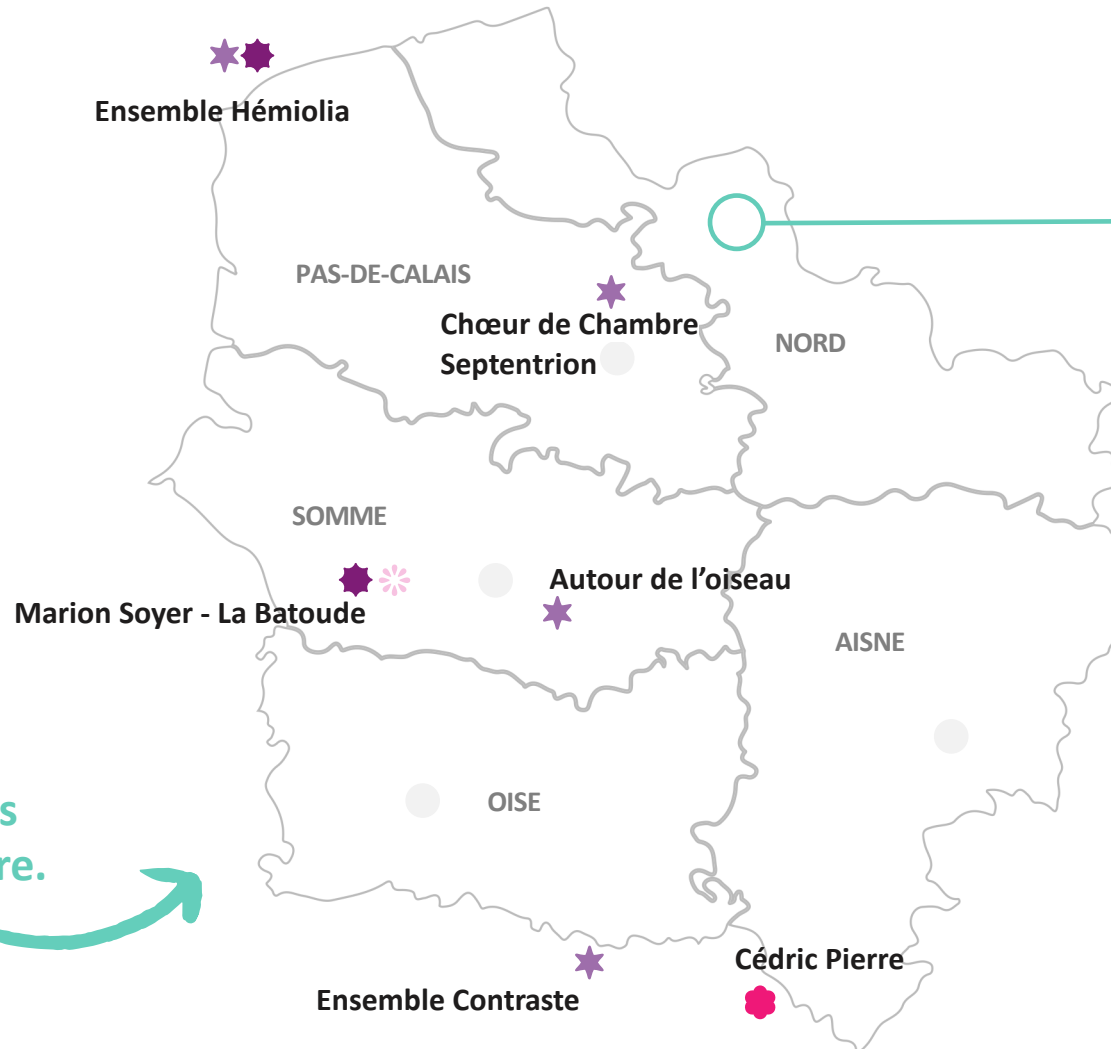 Ensemble Hémiolia
PAS-DE-CALAIS
Chœur de Chambre
Septentrion
NORD
SOMME
Autour de l’oiseau
Marion Soyer - La Batoude
AISNE
OISE
s
re.
Cédric Pierre
Ensemble Contraste